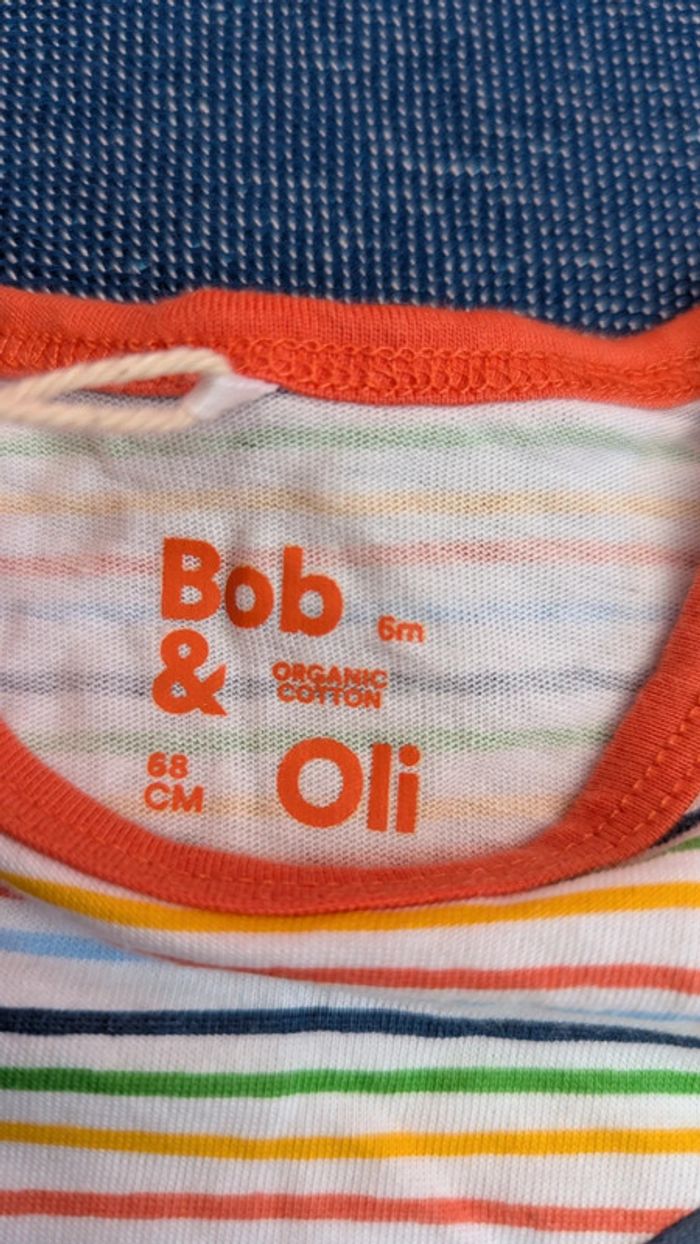 Bob
6m
&
ORGANIC
COTTON
68
CM
Oli